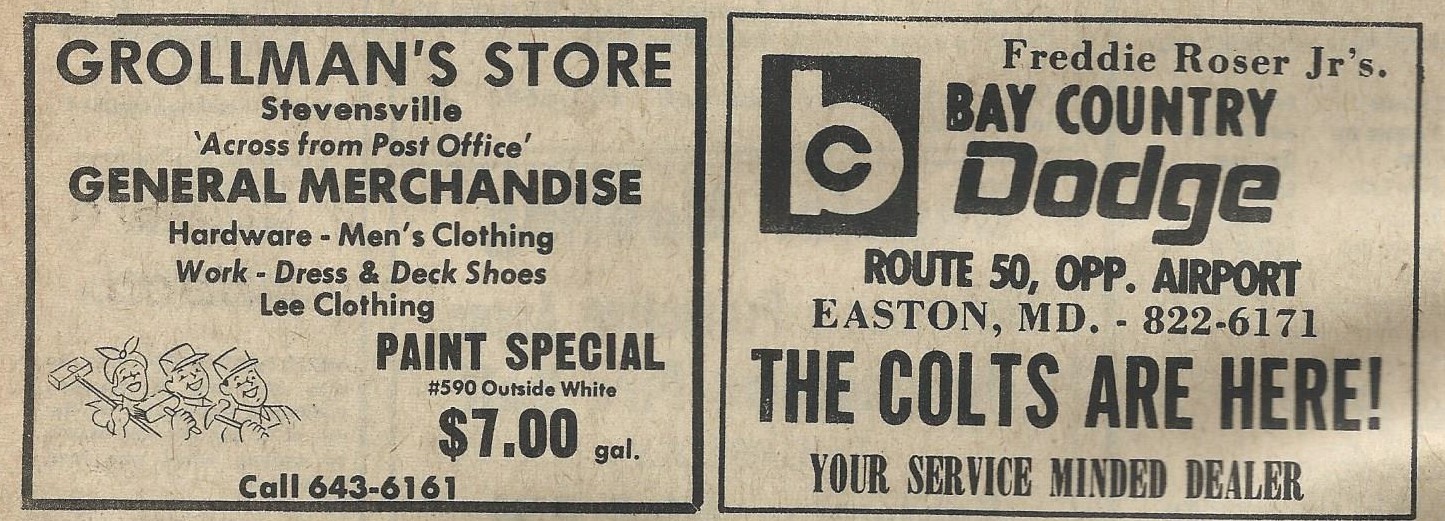 GROLLMAN'S STORE
Stevensville
'Across from Post Office'
GENERAL MERCHANDISE
Hardware - Men's Clothing
Work - Dress & Deck Shoes
Lee Clothing
PAINT SPECIAL
#590 Outside White
$7.00 gal.
Call 643-6161
Freddie Roser Jr's.
bc
BAY COUNTRY
Dodge
ROUTE 50, OPP. AIRPORT
EASTON, MD. - 822-6171
THE COLTS ARE HERE!
YOUR SERVICE MINDED DEALER